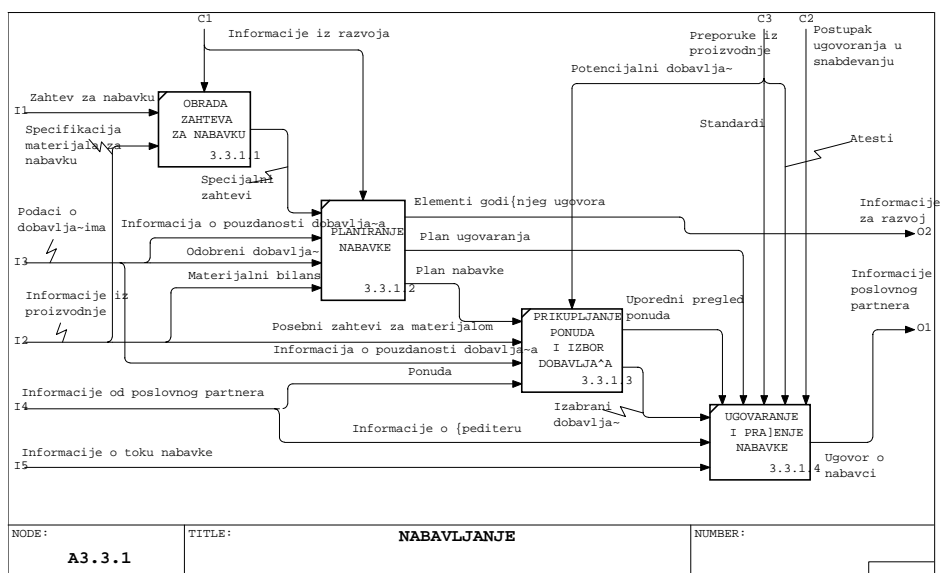 C1
C3
C2
Informacije iz razvoja
Preporuke iz
proizvodnje
Postupak
ugovoranja u
snabdevanju
Potencijalni dobavlja~
Zahtev za nabavku
I1
OBRADA
ZAHTEVA
ZA NABAVKU
3.3.1.1
Specifikacija
materijala za
nabavku
Standardi
Atesti
Specijalni
zahtevi
Elementi godi{njeg ugovora
Informacije
za razvoj
O2
Podaci o
dobavlja~ima
Informacija o pouzdanosti dobavlja~a
PLANIRANJE
NABAVKE
3.3.1.2
Plan ugovaranja
I3
Odobreni dobavlja~
Materijalni bilans
Plan nabavke
Informacije
poslovnog
partnera
O1
Informacije iz
proizvodnje
I2
Posebni zahtevi za materijalom
PRIKUPLJANJE
PONUDA
I IZBOR
DOBAVLJA^A
3.3.1.3
Uporedni pregled
ponuda
Informacija o pouzdanosti dobavlja~a
Ponuda
Informacije od poslovnog partnera
I4
Izabrani
dobavlja~
Informacije o {pediteru
UGOVARANJE
I PRA]ENJE
NABAVKE
3.3.1.4
Informacije o toku nabavke
I5
Ugovor o
nabavci
NODE:
A3.3.1
TITLE:
NABAVLJANJE
NUMBER: